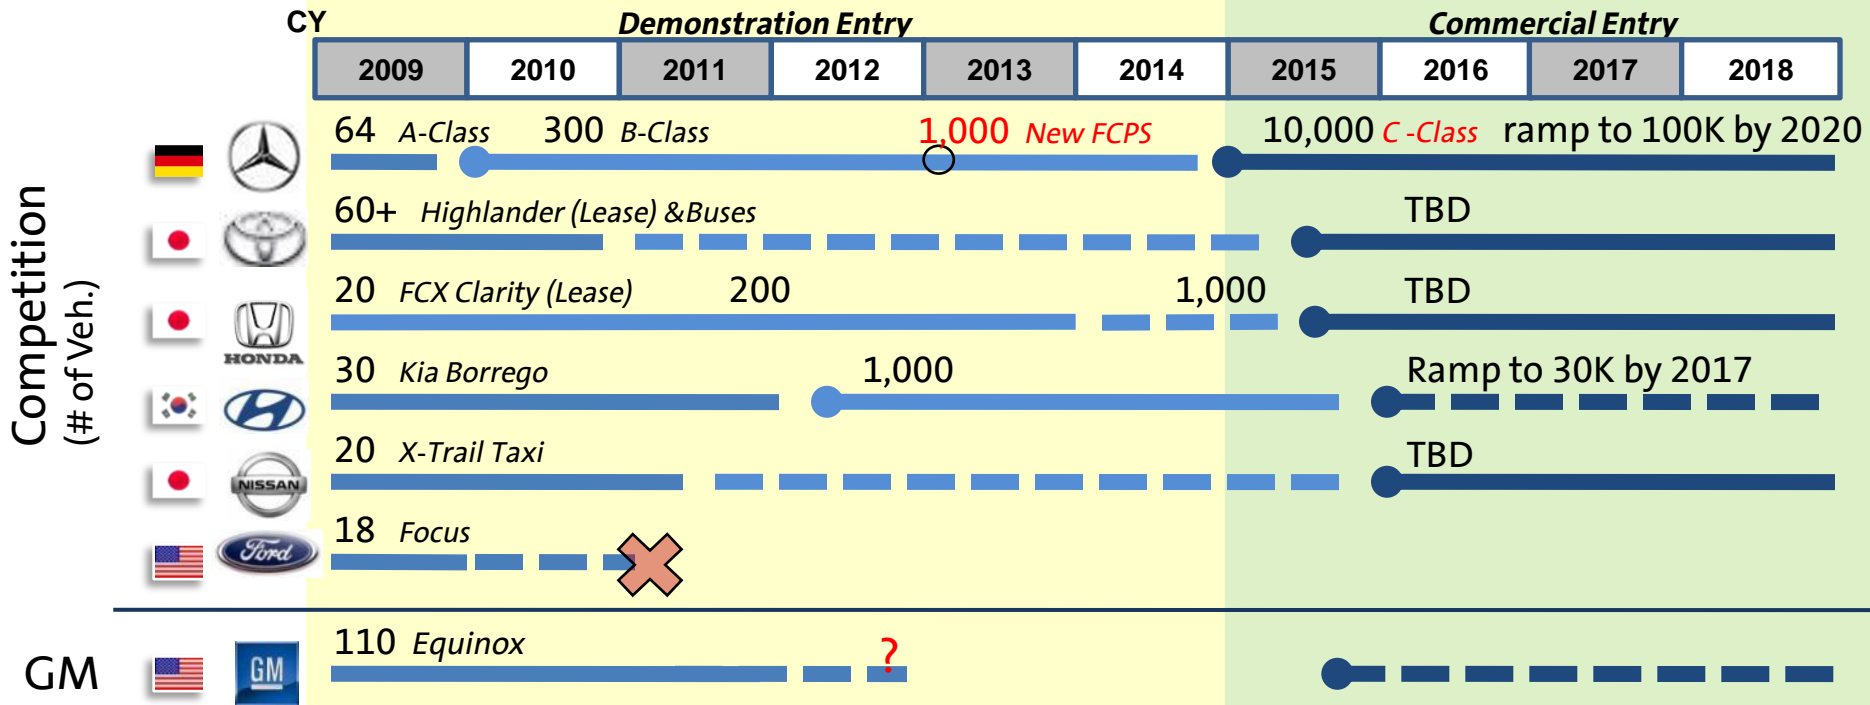 CY Demonstration Entry Commercial Entry
2009 2010 2011 2012 2013 2014 2015 2016 2017 2018
Competition
(# of Veh.)
64 A-Class 300 B-Class 1,000 New FCPS 10,000 C -Class ramp to 100K by 2020
60+ Highlander (Lease) &Buses TBD
20 FCX Clarity (Lease) 200 1,000 TBD
HONDA
30 Kia Borrego 1,000 Ramp to 30K by 2017
20 X-Trail Taxi TBD
NISSAN
18 Focus
Ford
110 Equinox ?
GM GM